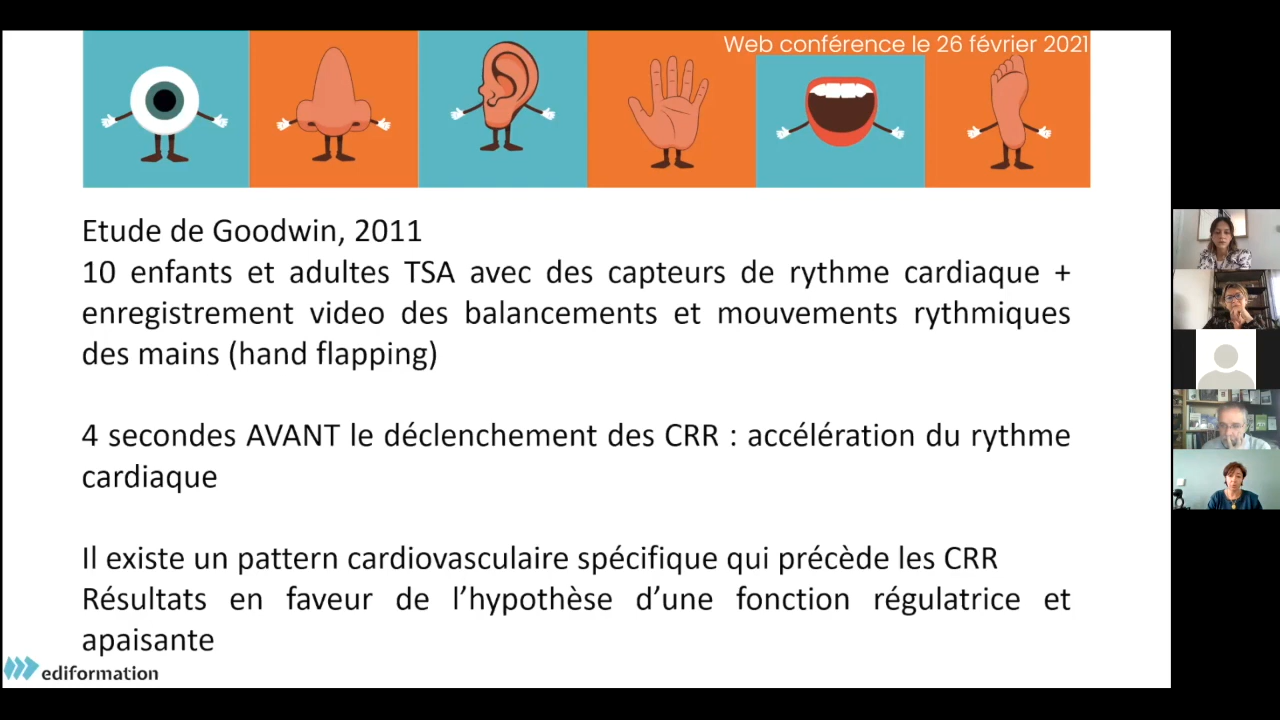 Web conférence le 26 février 2021
Etude de Goodwin, 2011
10 enfants et adultes TSA avec des capteurs de rythme cardiaque +
enregistrement video des balancements et mouvements rythmiques
des mains (hand flapping)
4 secondes AVANT le déclenchement des CRR : accélération du rythme
cardiaque
Il existe un pattern cardiovasculaire spécifique qui précède les CRR
Résultats en faveur de l’hypothèse d’une fonction régulatrice et
apaisante
ediformation